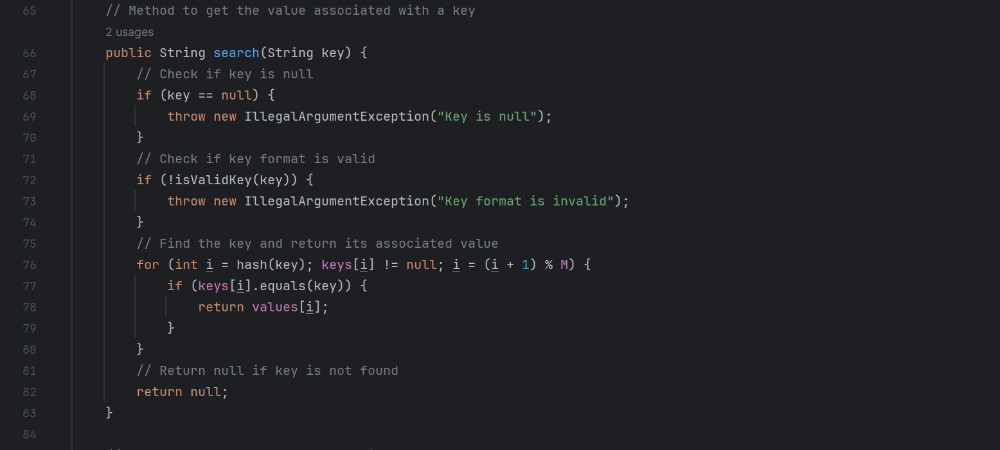 65 // Method to get the value associated with a key
2 usages
66 public String search(String key) {
67 // Check if key is null
68 if (key == null) {
69 throw new IllegalArgumentException("Key is null");
70 }
71 // Check if key format is valid
72 if (!isValidKey(key)) {
73 throw new IllegalArgumentException("Key format is invalid");
74 }
75 // Find the key and return its associated value
76 for (int i = hash(key); keys[i] != null; i = (i + 1) % M) {
77 if (keys[i].equals(key)) {
78 return values[i];
79 }
80 }
81 // Return null if key is not found
82 return null;
83 }
84